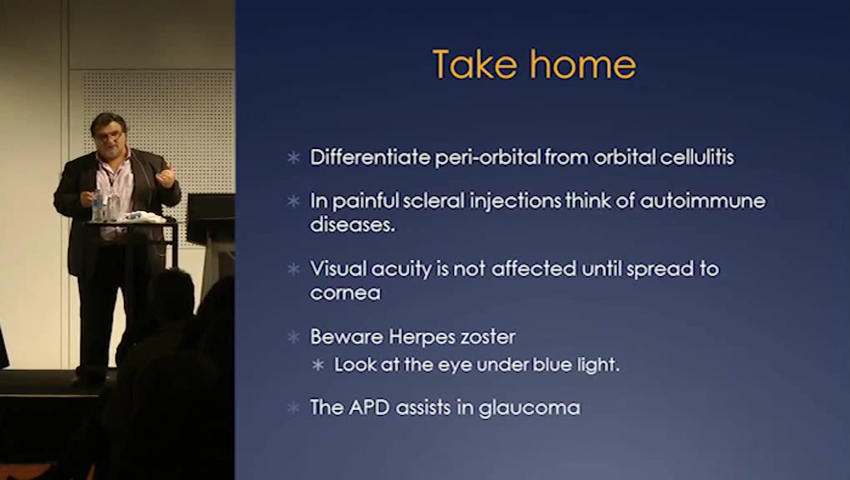 Take home
Differentiate peri-orbital from orbital cellulitis
In painful scleral injections think of autoimmune
diseases.
Visual acuity is not affected until spread to
cornea
Beware Herpes zoster
Look at the eye under blue light.
The APD assists in glaucoma